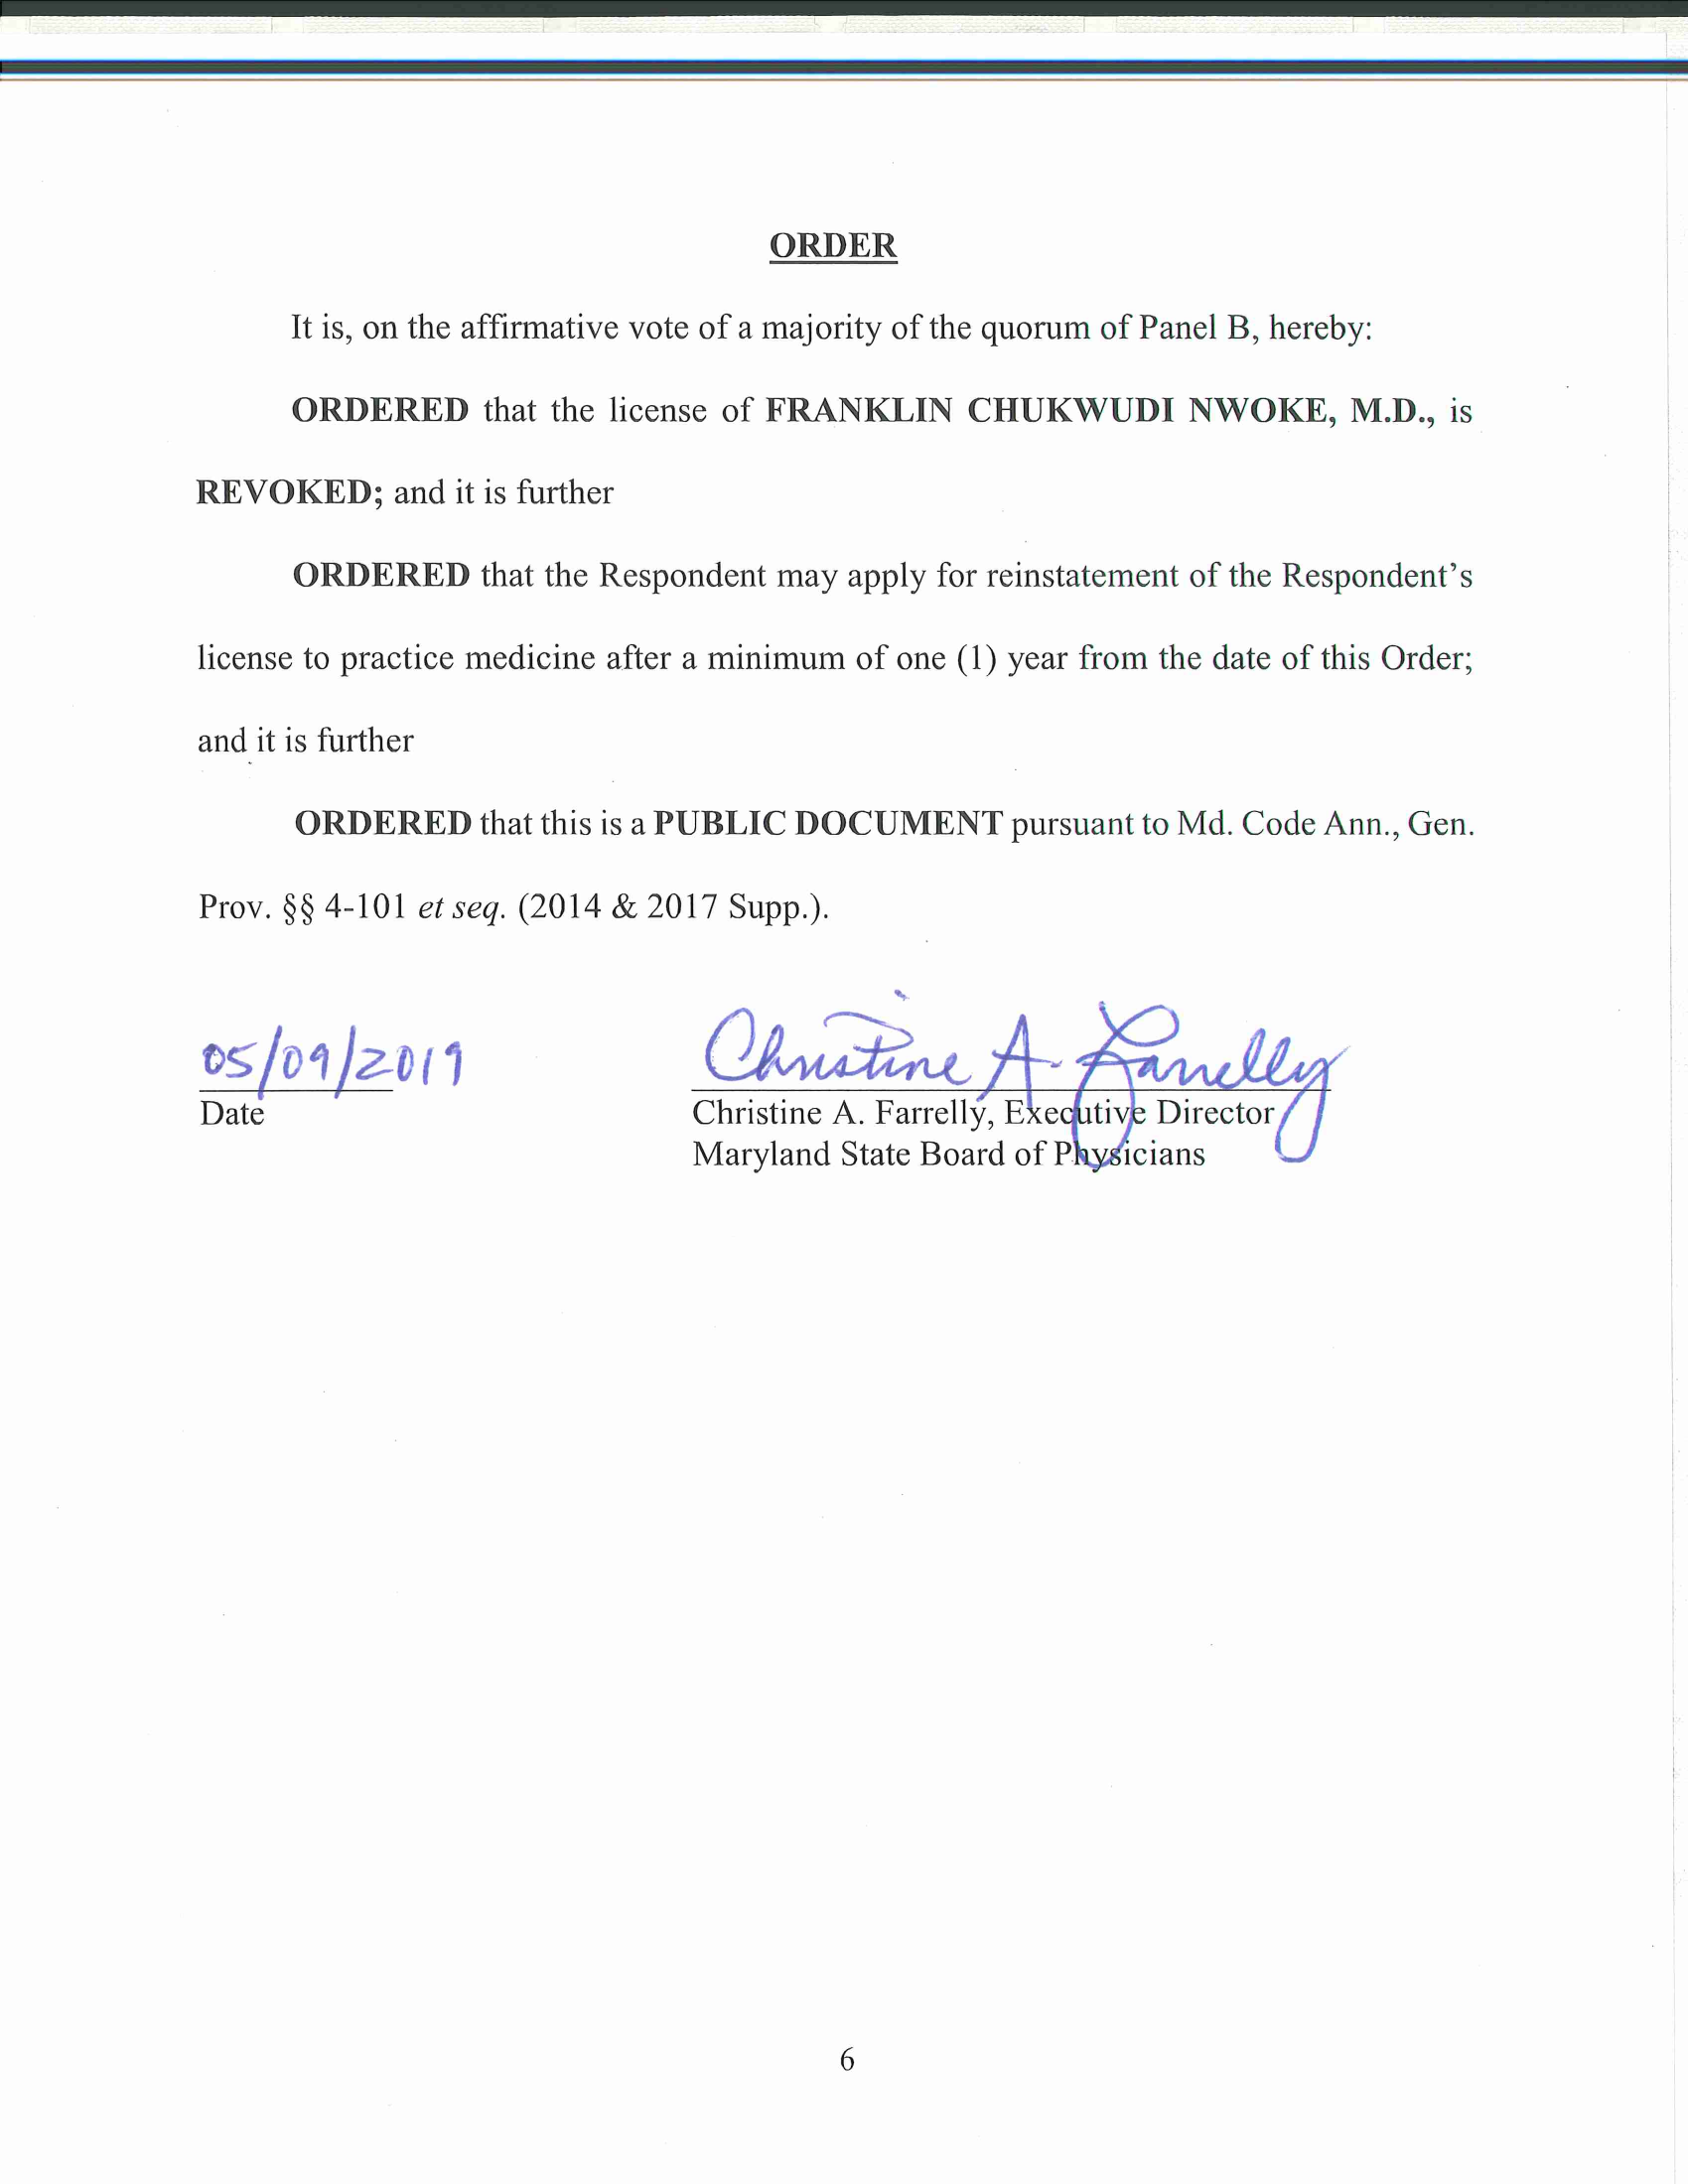 ORDER
It is, on the affirmative vote of a majority of the quorum of Panel B, hereby:
ORDERED that the license of FRANKLIN CHUKWUDI NWOKE, M.D., is
REVOKED; and it is further
ORDERED that the Respondent may apply for reinstatement of the Respondent's
license to practice medicine after a minimum of one (1) year from the date of this Order;
and it is further
ORDERED that this is a PUBLIC DOCUMENT pursuant to Md. Code Ann., Gen.
Prov. §§ 4-101 et seq. (2014 & 2017 Supp.).
05/09/2019
Date
Christine A. Farrelly
Christine A. Farrelly, Executive Director
Maryland State Board of Physicians
6